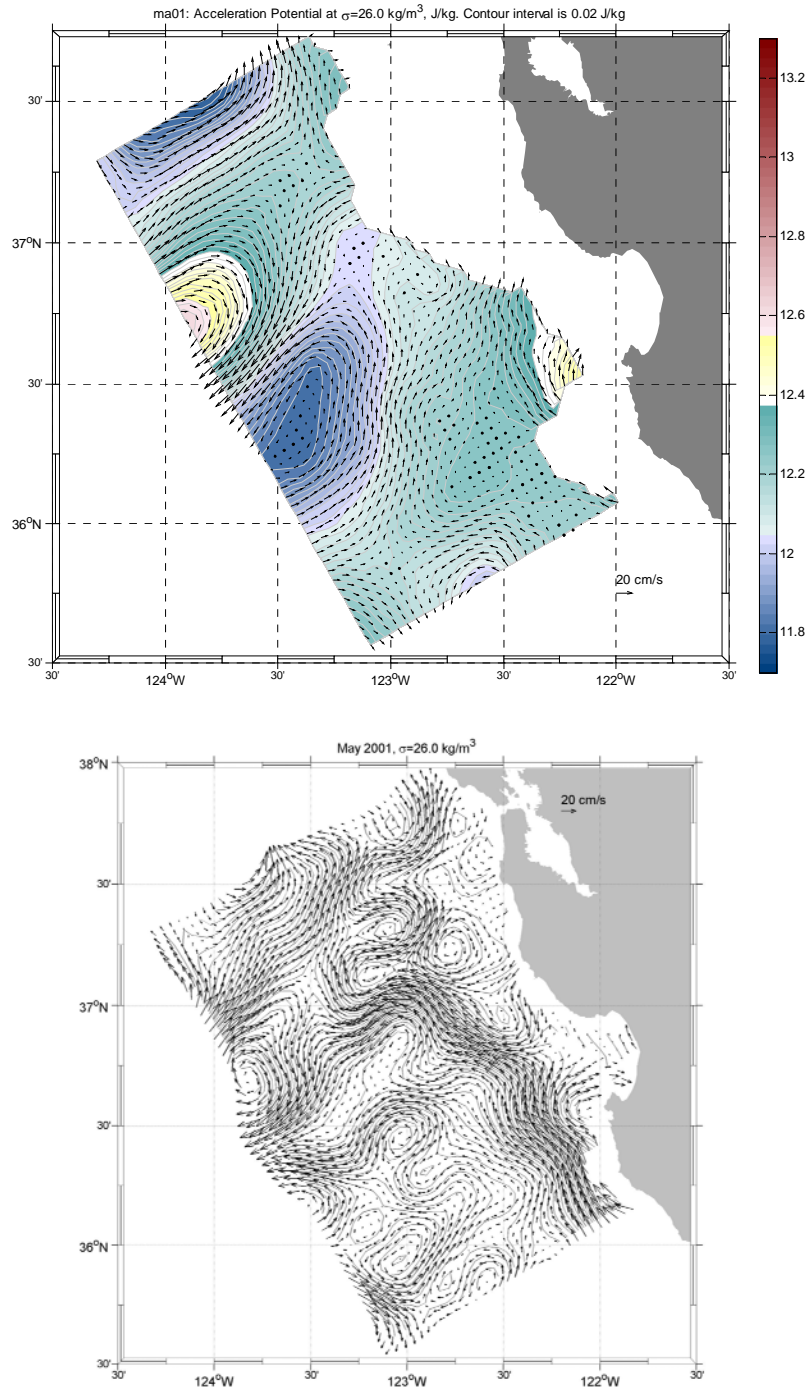 ma01: Acceleration Potential at σ=26.0 kg/m³, J/kg. Contour interval is 0.02 J/kg
13.2
30'
13
12.8
37°N
12.6
30'
12.4
12.2
36°N
12
20 cm/s
11.8
30'
30' 124°W 30' 123°W 30' 122°W 30'
May 2001, σ=26.0 kg/m³
38°N
20 cm/s
30'
37°N
30'
36°N
30'
30' 124°W 30' 123°W 30' 122°W 30'